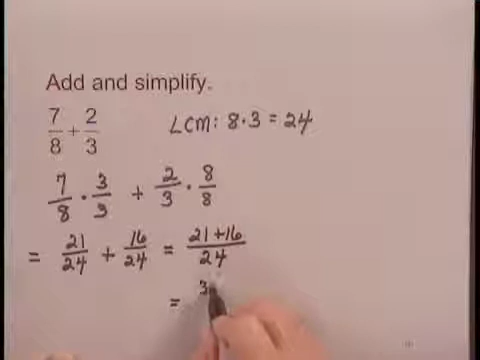 Add and simplify.
7/8 + 2/3
LCM: 8·3 = 24
7/8 · 3/3 + 2/3 · 8/8
= 21/24 + 16/24 = 21+16/24
= 3